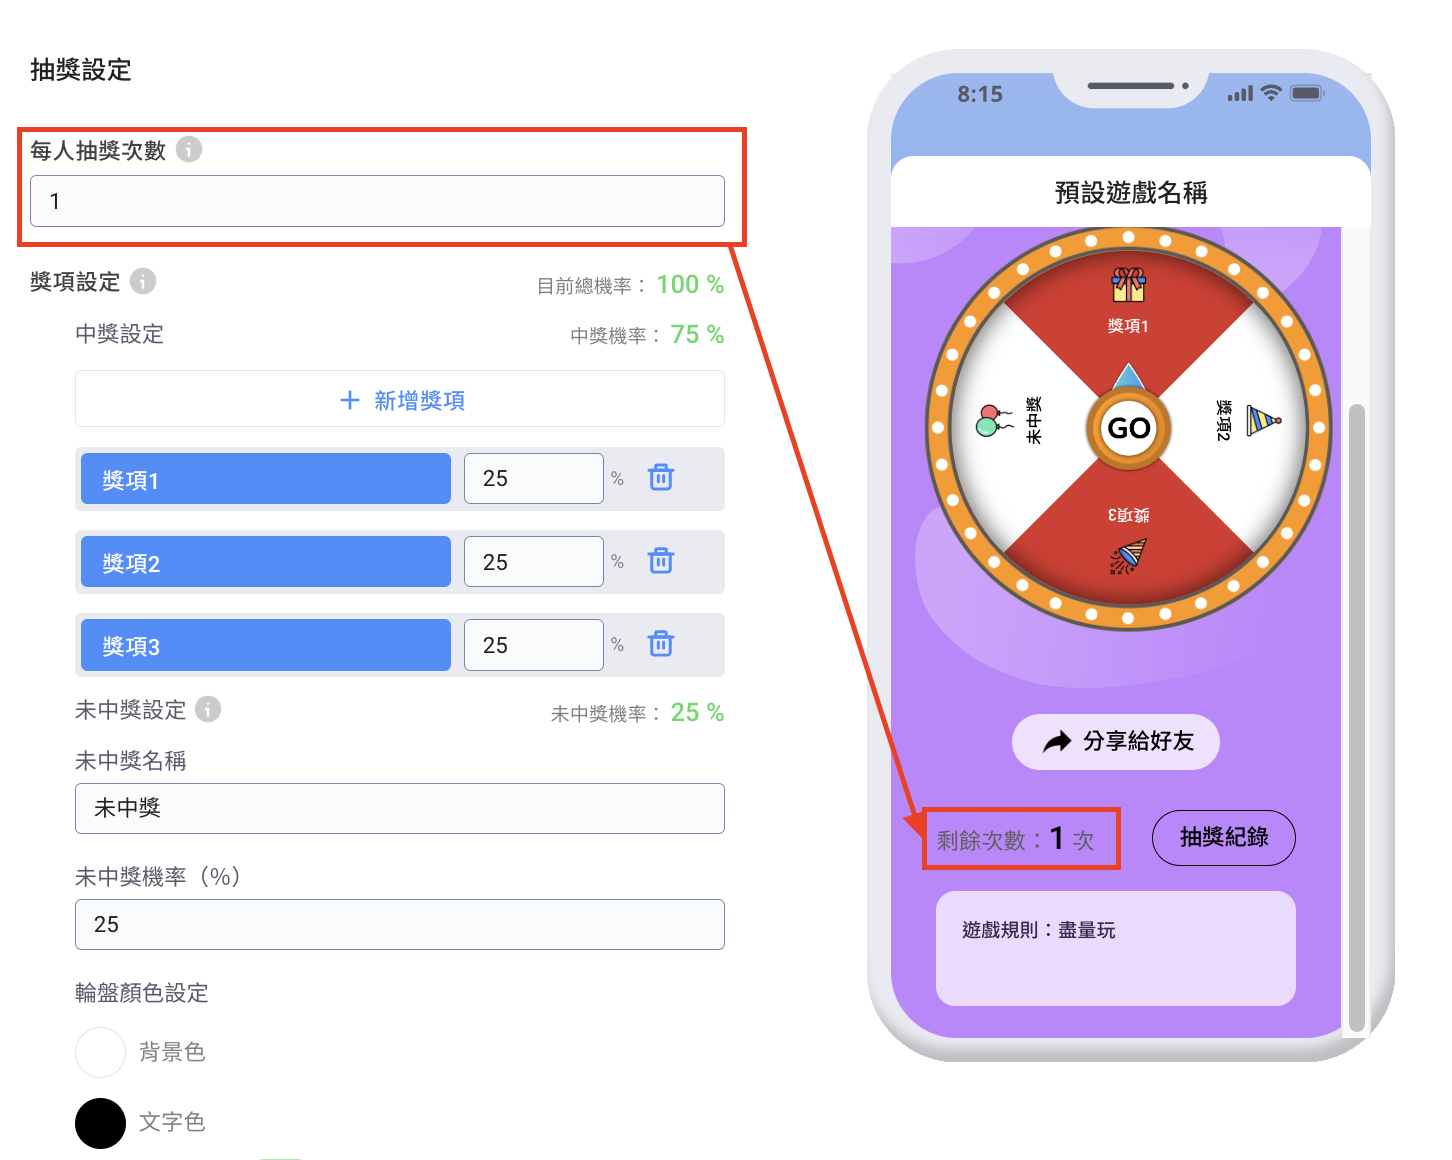 抽獎設定
每人抽獎次數
1
獎項設定
目前總機率： 100 %
中獎設定
中獎機率： 75 %
+ 新增獎項
獎項1
25 %
獎項2
25 %
獎項3
25 %
未中獎設定
未中獎機率： 25 %
未中獎名稱
未中獎
未中獎機率（%）
25
輪盤顏色設定
背景色
文字色
8:15
預設遊戲名稱
獎項1
未中獎
GO
獎項2
獎項3
分享給好友
剩餘次數：1 次
抽獎紀錄
遊戲規則：盡量玩